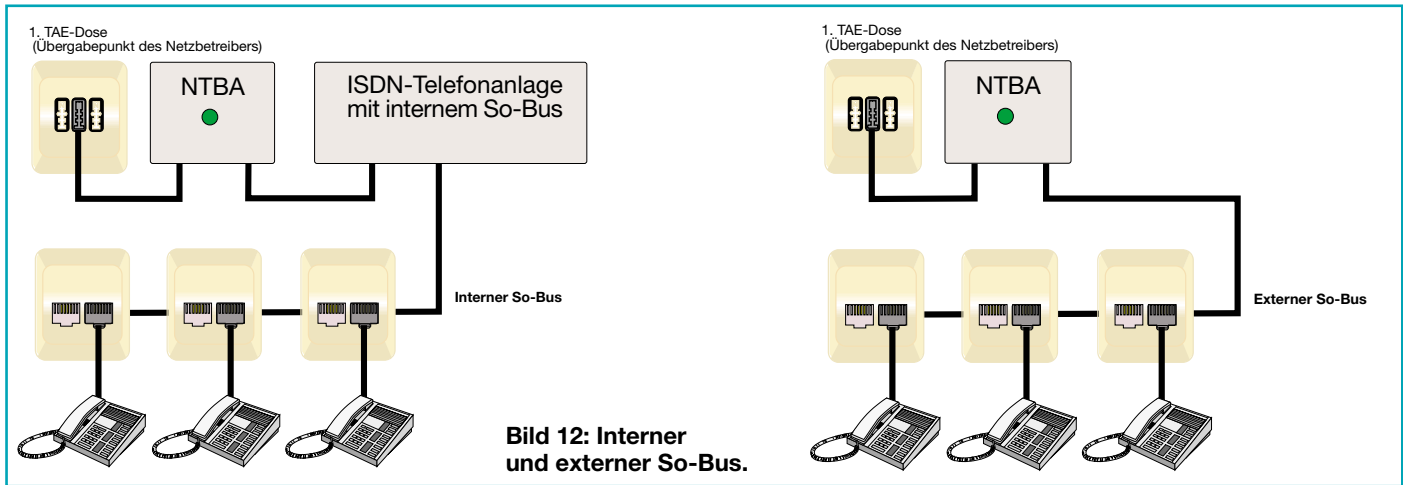 1. TAE-Dose
(Übergabepunkt des Netzbetreibers)
NTBA
ISDN-Telefonanlage
mit internem So-Bus
Interner So-Bus
1. TAE-Dose
(Übergabepunkt des Netzbetreibers)
NTBA
Externer So-Bus
Bild 12: Interner
und externer So-Bus.